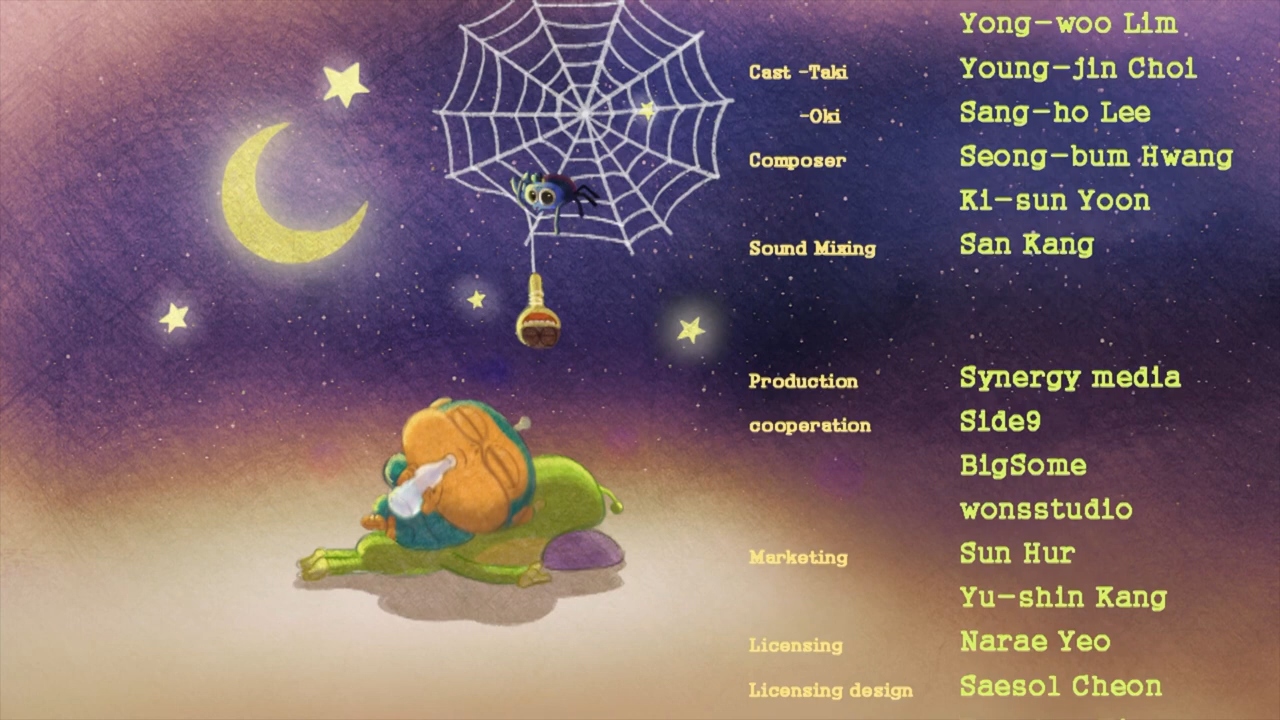 Yong-woo Lim
Cast -Taki Young-jin Choi
-Oki Sang-ho Lee
Composer Seong-bum Hwang
Ki-sun Yoon
Sound Mixing San Kang
Production Synergy media
cooperation Side9
BigSome
wonsstudio
Marketing Sun Hur
Yu-shin Kang
Licensing Narae Yeo
Licensing design Saesol Cheon